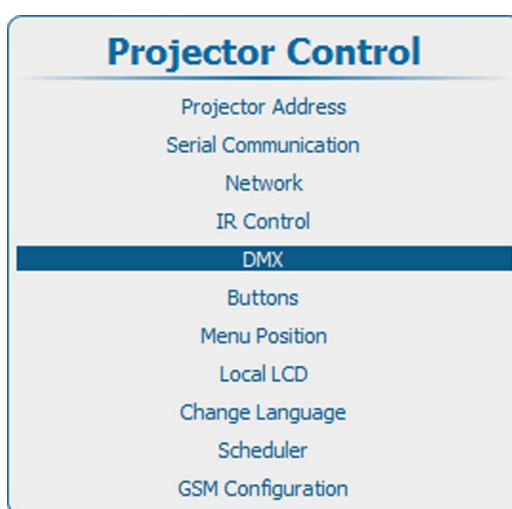 Projector Control
Projector Address
Serial Communication
Network
IR Control
DMX
Buttons
Menu Position
Local LCD
Change Language
Scheduler
GSM Configuration